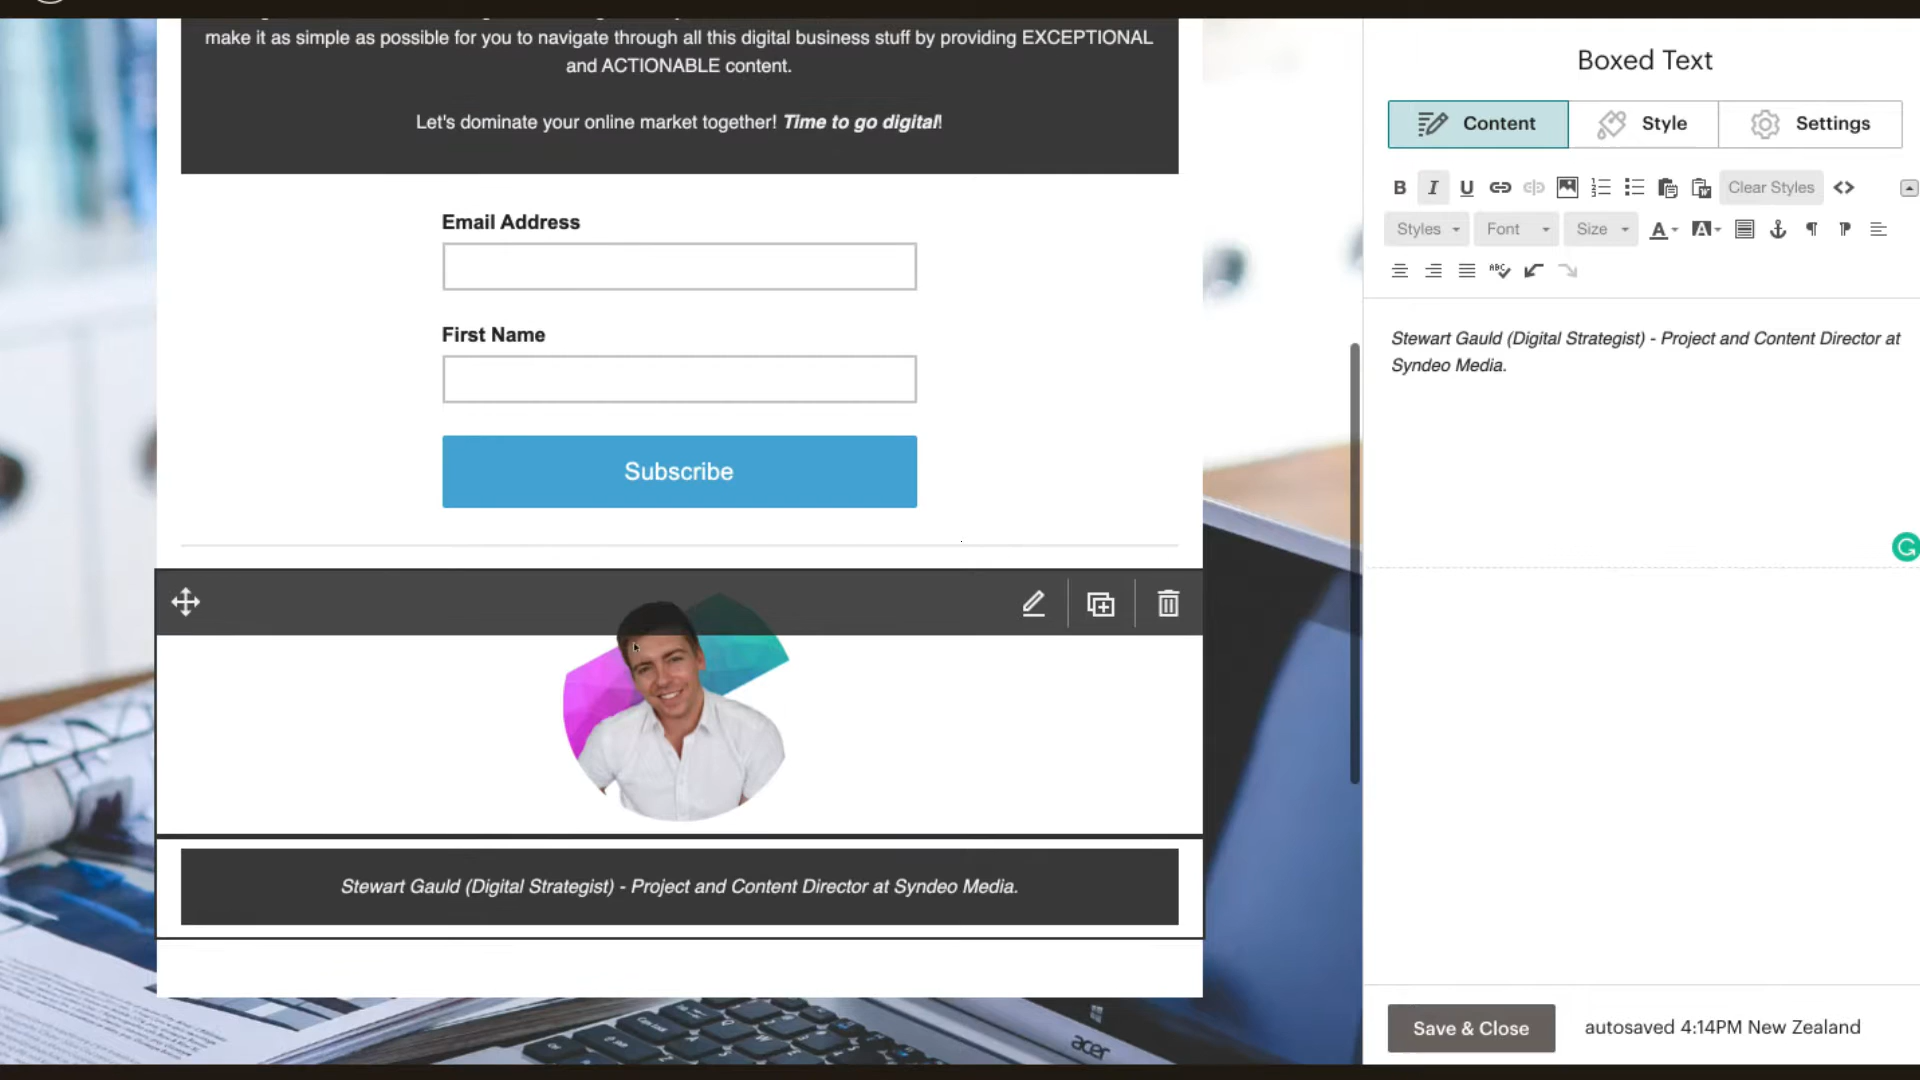 make it as simple as possible for you to navigate through all this digital business stuff by providing EXCEPTIONAL
and ACTIONABLE content.
Let's dominate your online market together! Time to go digital!
Email Address
First Name
Subscribe
Stewart Gauld (Digital Strategist) - Project and Content Director at Syndeo Media.
acer
Boxed Text
Content Style Settings
B I U Clear Styles
Styles Font Size A A
ABC
Stewart Gauld (Digital Strategist) - Project and Content Director at
Syndeo Media.
Save & Close autosaved 4:14PM New Zealand